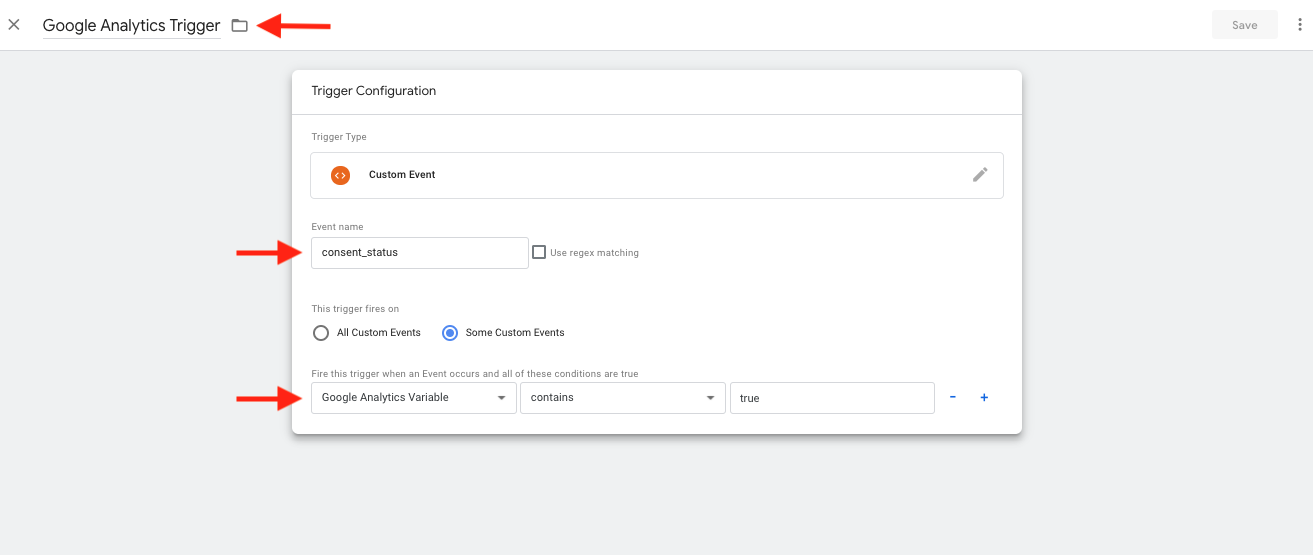 Google Analytics Trigger
Save
Trigger Configuration
Trigger Type
Custom Event
Event name
consent_status
Use regex matching
This trigger fires on
All Custom Events Some Custom Events
Fire this trigger when an Event occurs and all of these conditions are true
Google Analytics Variable contains true - +